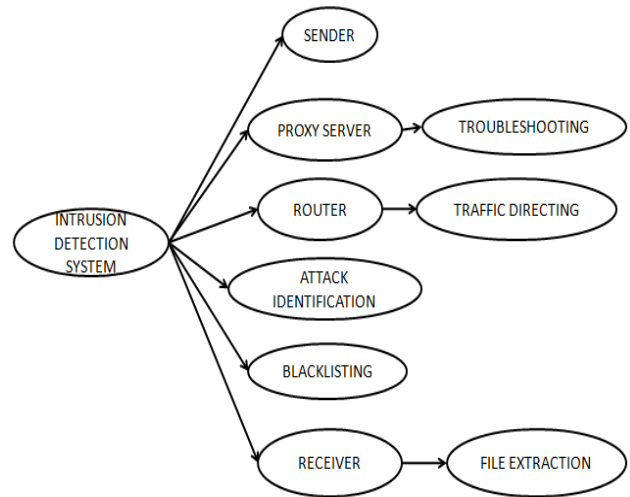 SENDER
PROXY SERVER
TROUBLESHOOTING
ROUTER
TRAFFIC DIRECTING
INTRUSION
DETECTION
SYSTEM
ATTACK
IDENTIFICATION
BLACKLISTING
RECEIVER
FILE EXTRACTION